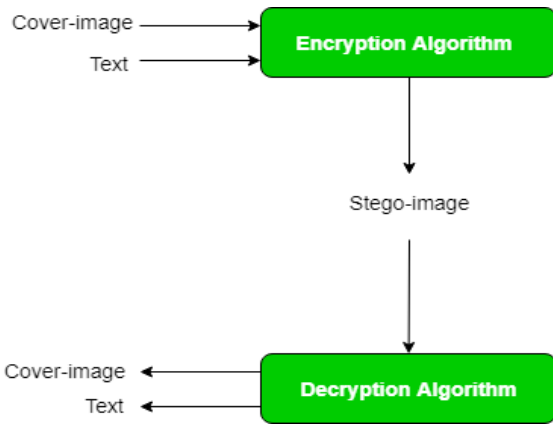 Cover-image
Encryption Algorithm
Text
Stego-image
Cover-image
Decryption Algorithm
Text